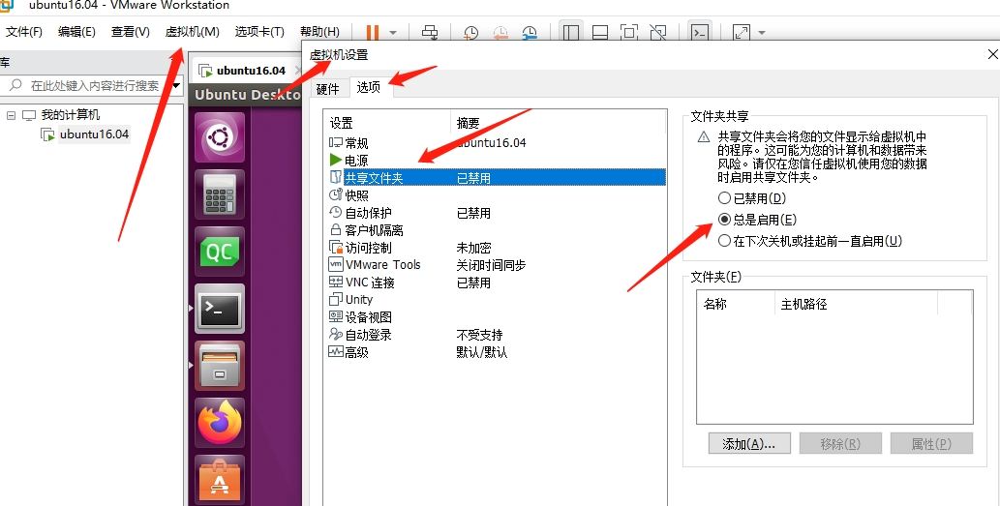 ubuntu16.04 - VMware Workstation
文件(F) 编辑(E) 查看(V) 虚拟机(M) 选项卡(T) 帮助(H)
库
在此处键入内容进行搜索
我的计算机
ubuntu16.04
ubuntu16.04
Ubuntu Deskto
QC
虚拟机设置
硬件 选项
设置 摘要
常规 ubuntu16.04
电源
共享文件夹 已禁用
快照
自动保护 已禁用
客户机隔离
访问控制 未加密
vm VMware Tools 关闭时间同步
VNC 连接 已禁用
Unity
设备视图
自动登录 不受支持
高级 默认/默认
文件夹共享
共享文件夹会将您的文件显示给虚拟机中
的程序。这可能为您的计算机和数据带来
风险。请仅在您信任虚拟机使用您的数据
时启用共享文件夹。
已禁用(D)
总是启用(E)
在下次关机或挂起前一直启用(U)
文件夹(F)
名称 主机路径
添加(A)... 移除(R) 属性(P)